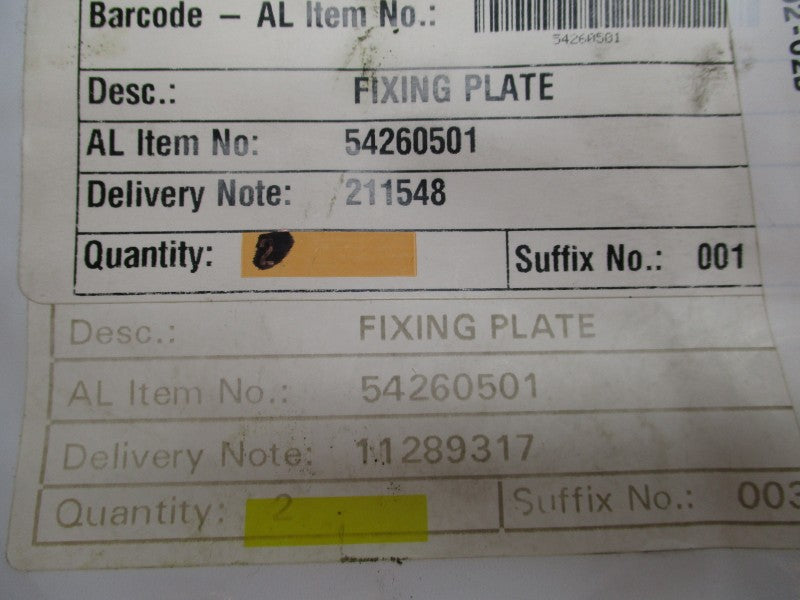 Barcode – AL Item No.:
54260501
Desc.: FIXING PLATE
AL Item No: 54260501
Delivery Note: 211548
Quantity: 2 Suffix No.: 001
Desc.: FIXING PLATE
AL Item No.: 54260501
Delivery Note: 11289317
Quantity: 2 Suffix No.: 003